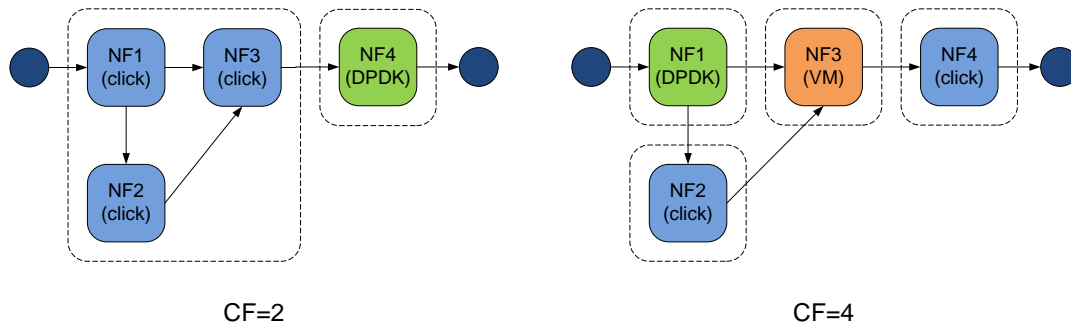 NF1
(click)
NF3
(click)
NF4
(DPDK)
NF2
(click)
CF=2
NF1
(DPDK)
NF3
(VM)
NF4
(click)
NF2
(click)
CF=4